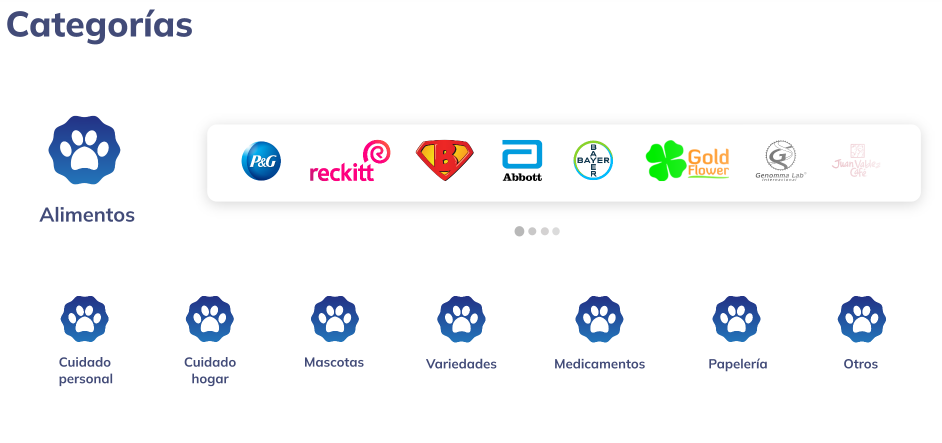 Categorías
P&G
reckitt
B
Abbott
BAYER
BAYER
Gold
Flower
Genomma Lab
Internacional
Juan Valdez
Café
Alimentos
Cuidado
personal
Cuidado
hogar
Mascotas
Variedades
Medicamentos
Papelería
Otros